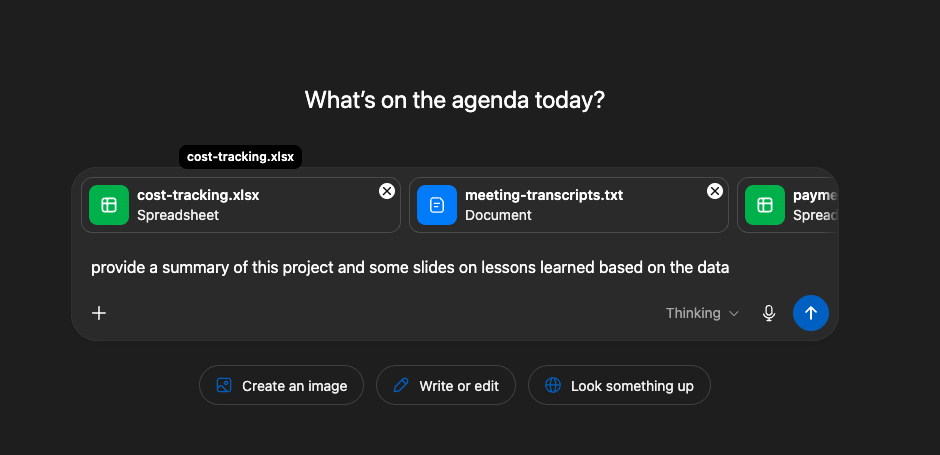 What's on the agenda today?
cost-tracking.xlsx
cost-tracking.xlsx
Spreadsheet
meeting-transcripts.txt
Document
payme
Spread
provide a summary of this project and some slides on lessons learned based on the data
Thinking
Create an image
Write or edit
Look something up